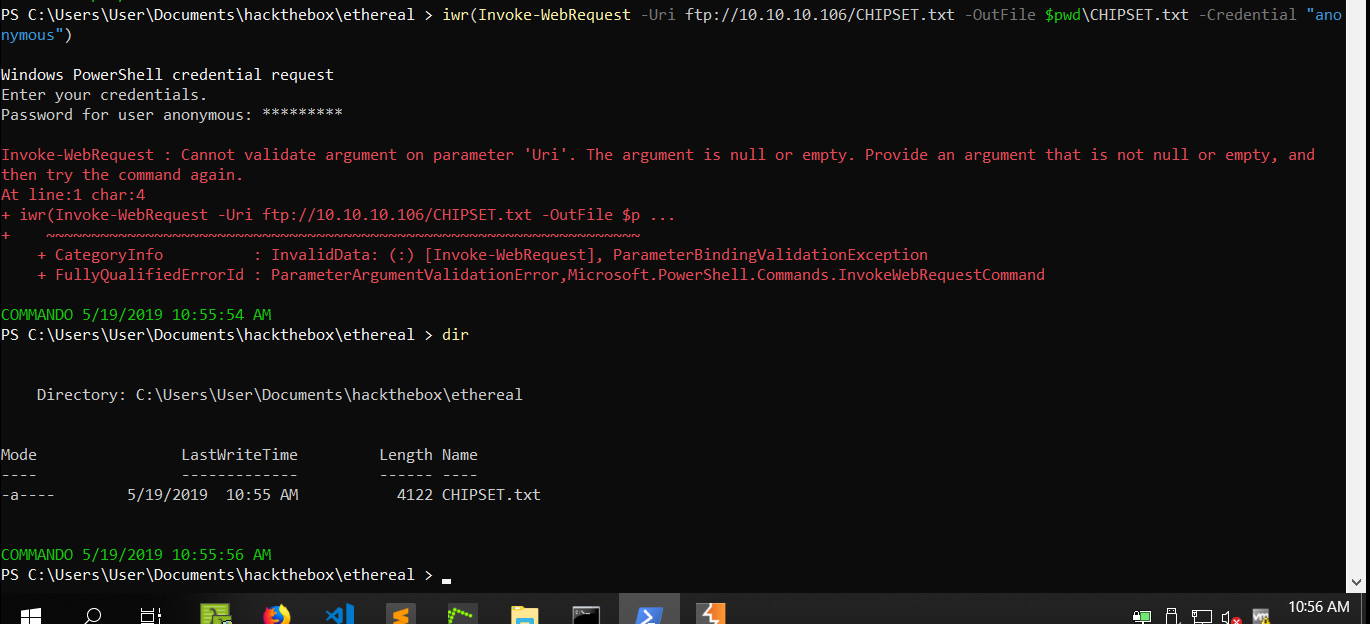 PS C:\Users\User\Documents\hackthebox\ethereal > iwr(Invoke-WebRequest -Uri ftp://10.10.10.106/CHIPSET.txt -OutFile $pwd\CHIPSET.txt -Credential "ano
nymous")
Windows PowerShell credential request
Enter your credentials.
Password for user anonymous: *********
Invoke-WebRequest : Cannot validate argument on parameter 'Uri'. The argument is null or empty. Provide an argument that is not null or empty, and
then try the command again.
At line:1 char:4
+ iwr(Invoke-WebRequest -Uri ftp://10.10.10.106/CHIPSET.txt -OutFile $p ...
+    ~~~~~~~~~~~~~~~~~~~~~~~~~~~~~~~~~~~~~~~~~~~~~~~~~~~~~~~~~~~~~~~~~~
    + CategoryInfo          : InvalidData: (:) [Invoke-WebRequest], ParameterBindingValidationException
    + FullyQualifiedErrorId : ParameterArgumentValidationError,Microsoft.PowerShell.Commands.InvokeWebRequestCommand
COMMANDO 5/19/2019 10:55:54 AM
PS C:\Users\User\Documents\hackthebox\ethereal > dir
    Directory: C:\Users\User\Documents\hackthebox\ethereal
Mode                LastWriteTime         Length Name
----                -------------         ------ ----
-a----        5/19/2019  10:55 AM           4122 CHIPSET.txt
COMMANDO 5/19/2019 10:55:56 AM
PS C:\Users\User\Documents\hackthebox\ethereal > _
10:56 AM